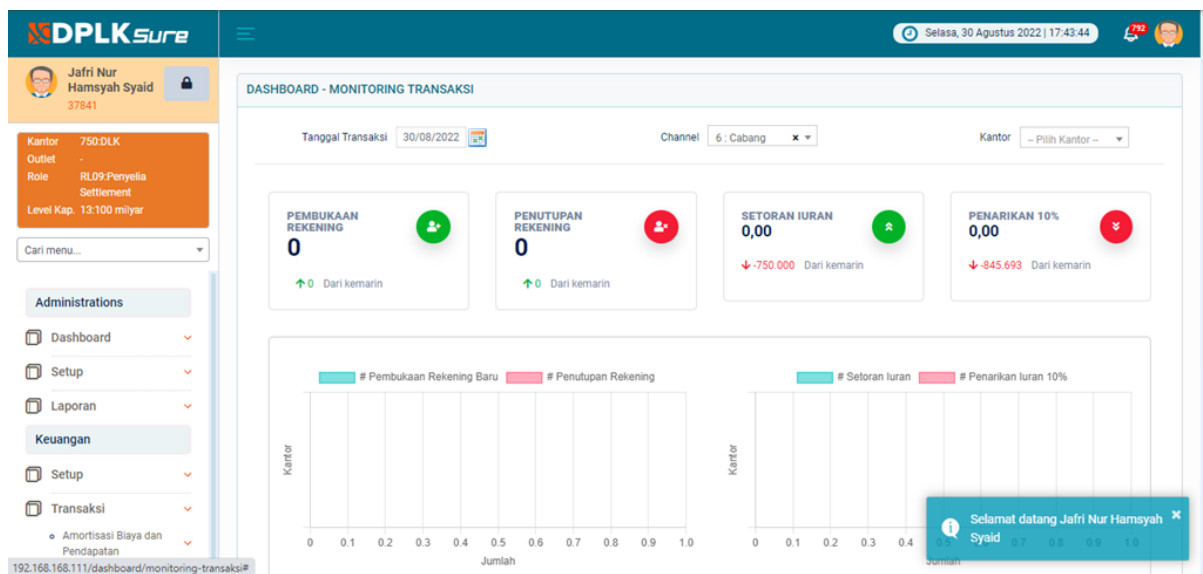 DPLKsure
Selasa, 30 Agustus 2022 | 17:43:44
792
Jafri Nur
Hamsyah Syaid
37841
Kantor 750:DLK
Outlet -
Role RL09:Penyelia
Settlement
Level Kap. 13:100 milyar
Cari menu...
Administrations
Dashboard
Setup
Laporan
Keuangan
Setup
Transaksi
Amortisasi Biaya dan
Pendapatan
192.168.168.111/dashboard/monitoring-transaksi#
DASHBOARD - MONITORING TRANSAKSI
Tanggal Transaksi 30/08/2022 Channel 6 : Cabang × Kantor -- Pilih Kantor --
PEMBUKAAN
REKENING
0
0 Dari kemarin
PENUTUPAN
REKENING
0
0 Dari kemarin
SETORAN IURAN
0,00
-750.000 Dari kemarin
PENARIKAN 10%
0,00
-845.693 Dari kemarin
# Pembukaan Rekening Baru # Penutupan Rekening
Kantor
0 0.1 0.2 0.3 0.4 0.5 0.6 0.7 0.8 0.9 1.0
Jumlah
# Setoran Iuran # Penarikan Iuran 10%
Kantor
0 0.1 0.2 0.3 0.4 0.5 0.6 0.7 0.8 0.9 1.0
Jumlah
Selamat datang Jafri Nur Hamsyah ×
Syaid